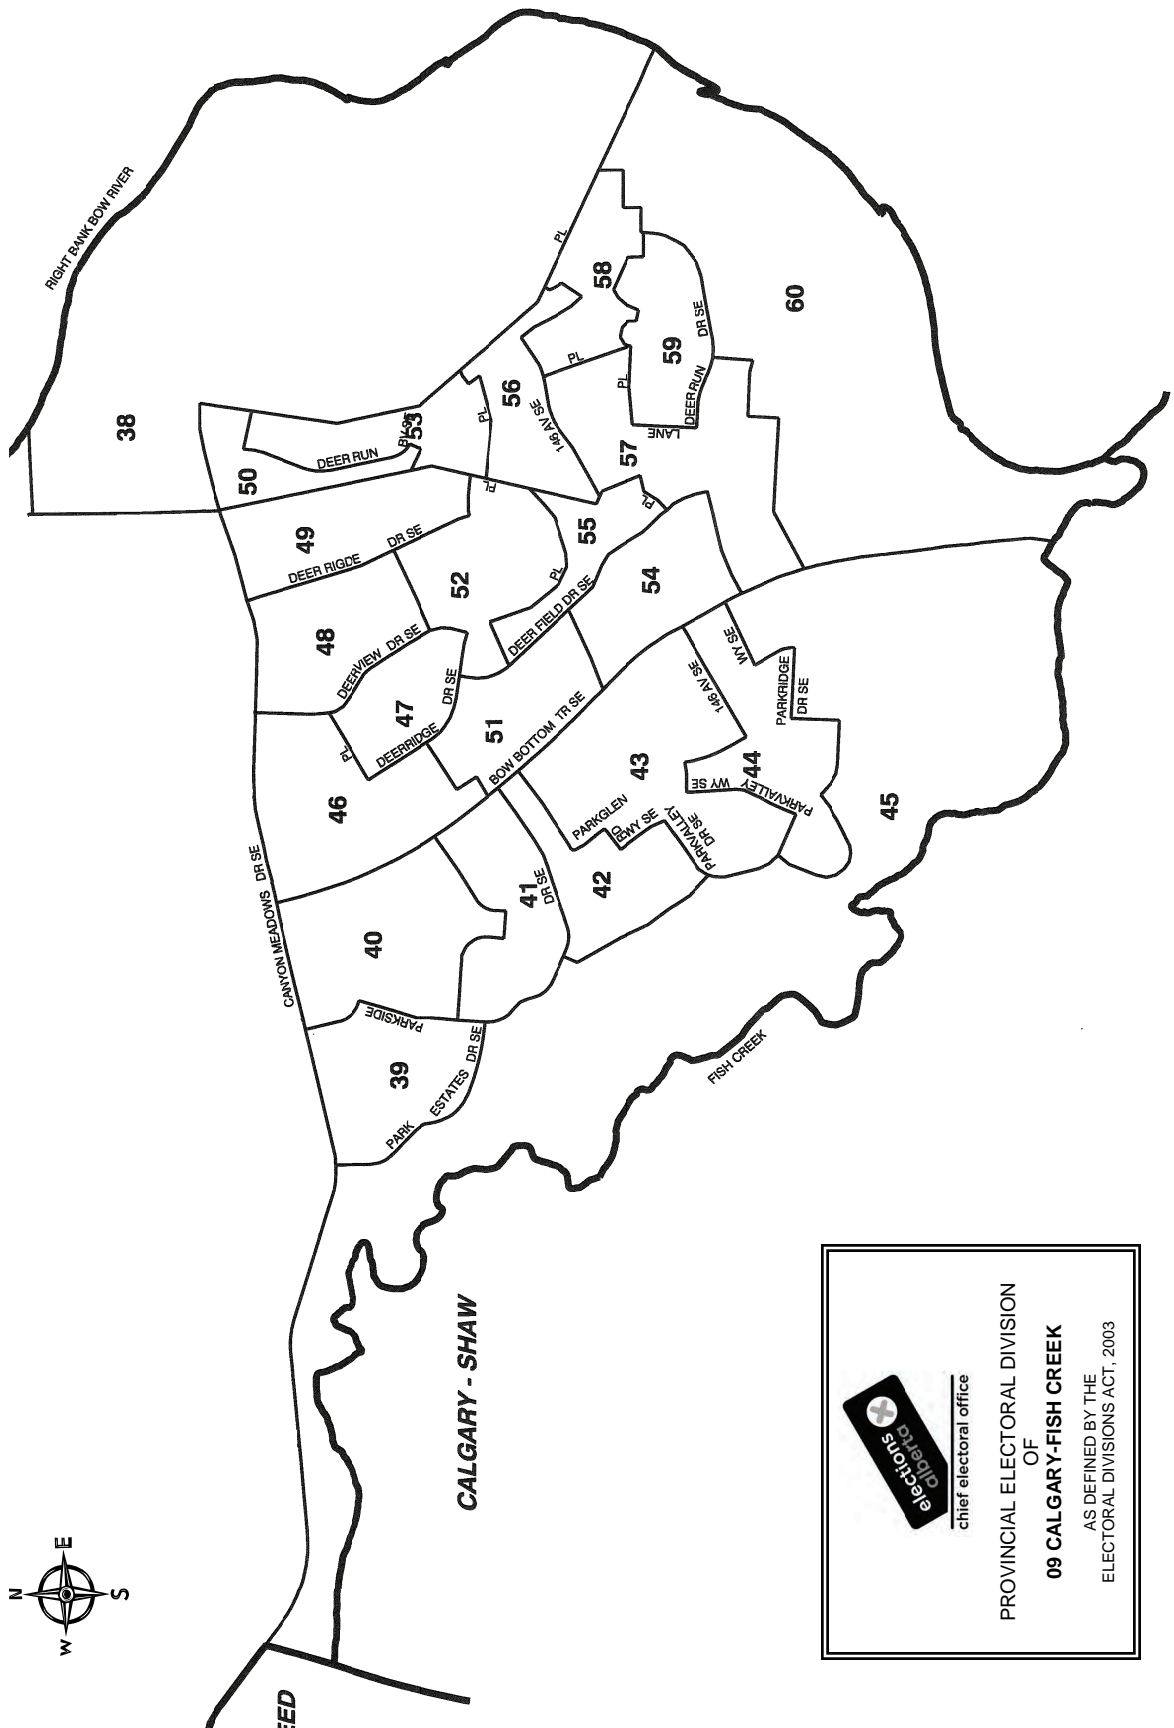 RIGHT BANK BOW RIVER
38
50
DEER RUN
BV SE
53
PL
PL
56
146 AV SE
PL
58
PL
59
DEER RUN
DR SE
LANE
57
60
49
DEER RIGDE DR SE
PL
52
PL
55
PL
DEER FIELD DR SE
54
48
DEERVIEW DR SE
47
DEERRIDGE
DR SE
PL
51
BOW BOTTOM TR SE
46
CANYON MEADOWS DR SE
40
41
DR SE
42
PARKGLEN
RD
WY SE
43
146 AV SE
WY SE
PARKRIDGE
DR SE
44
WY SE
PARKVALLEY
PARKVALLEY
DR SE
45
PARKSIDE
39
PARK ESTATES DR SE
FISH CREEK
CALGARY - SHAW
EED
N
E
S
W
elections
alberta
chief electoral office
PROVINCIAL ELECTORAL DIVISION
OF
09 CALGARY-FISH CREEK
AS DEFINED BY THE
ELECTORAL DIVISIONS ACT, 2003